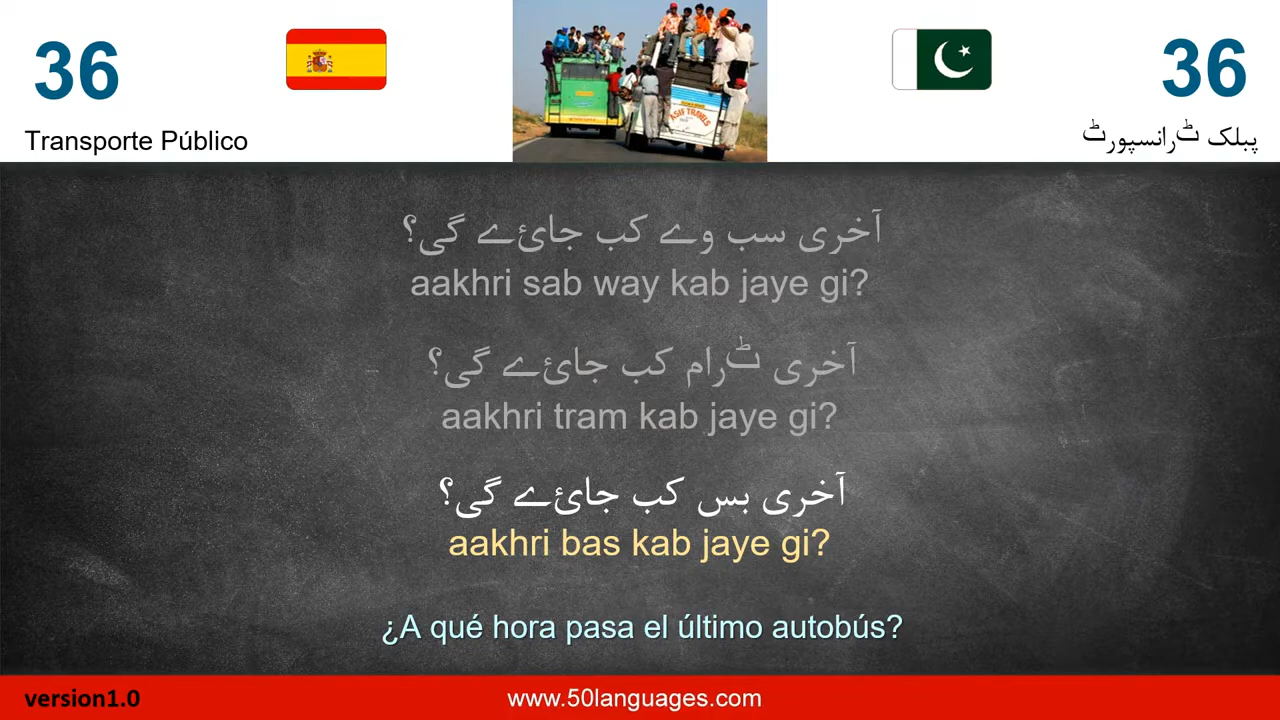 36
36
Transporte Público
پبلک ٹرانسپورٹ
ASIF TRAVELS
آخری سب وے کب جائے گی؟
aakhri sab way kab jaye gi?
آخری ٹرام کب جائے گی؟
aakhri tram kab jaye gi?
آخری بس کب جائے گی؟
aakhri bas kab jaye gi?
¿A qué hora pasa el último autobús?
version1.0
www.50languages.com